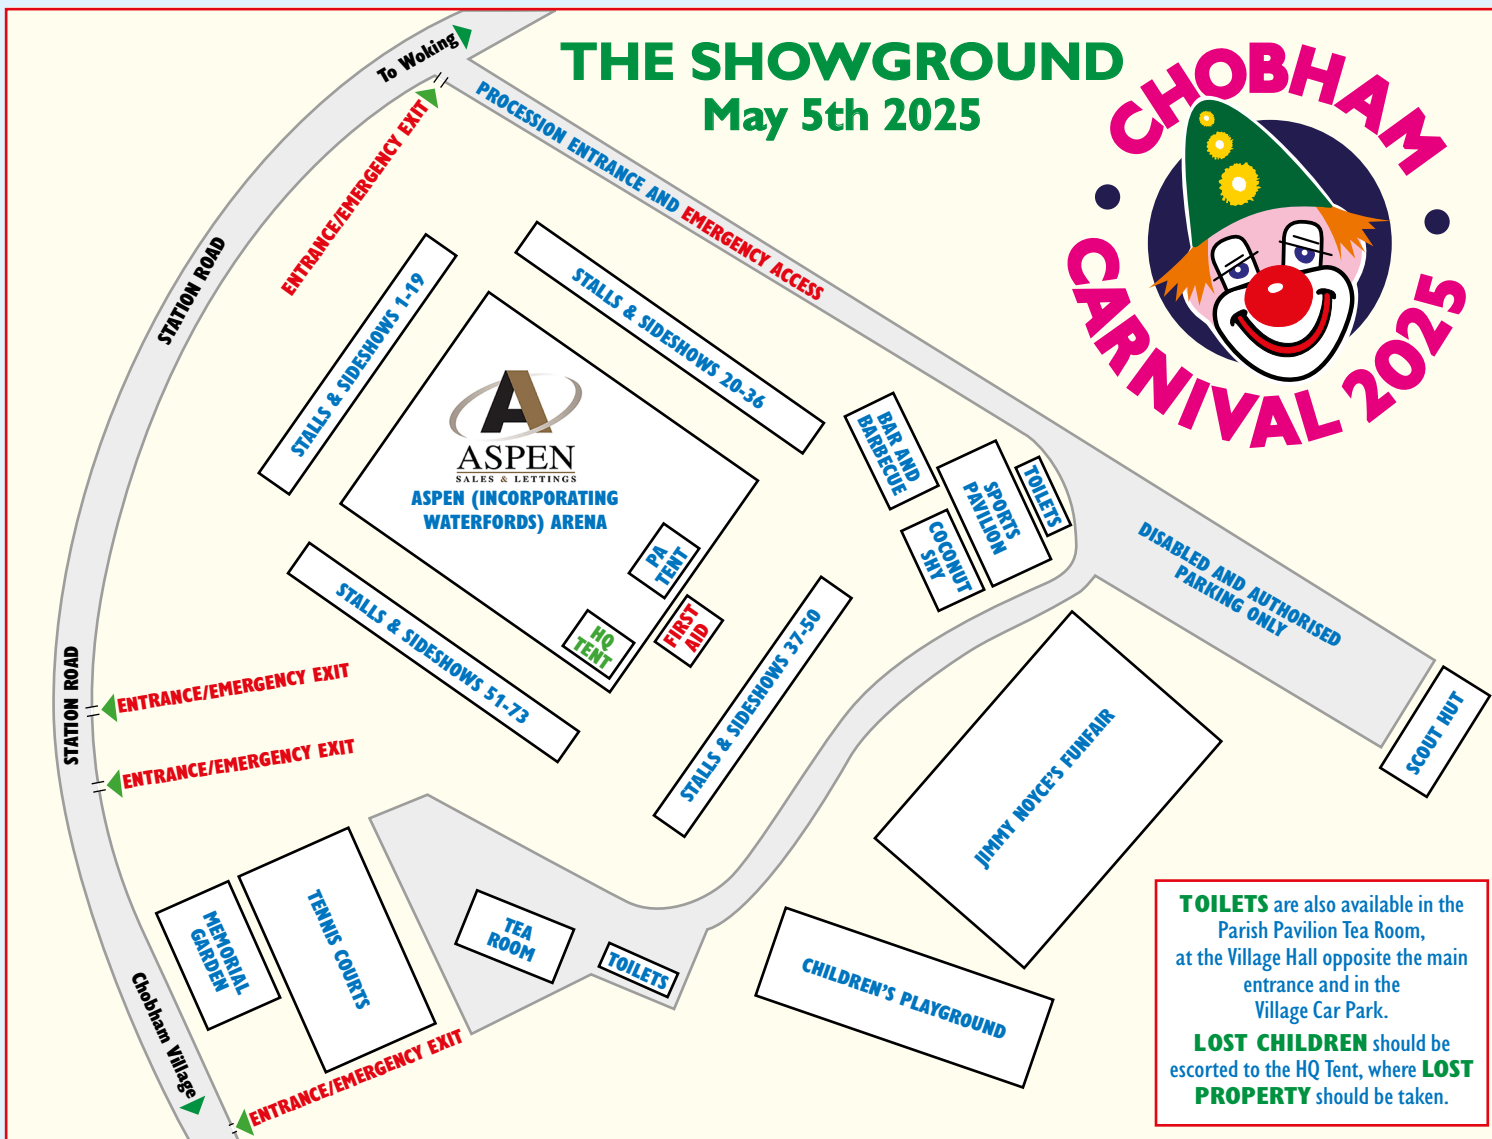 THE SHOWGROUND
May 5th 2025
CHOBHAM
CARNIVAL 2025
To Woking
ENTRANCE/EMERGENCY EXIT
PROCESSION ENTRANCE AND EMERGENCY ACCESS
STATION ROAD
STALLS & SIDESHOWS 1-19
STALLS & SIDESHOWS 20-36
A
ASPEN
SALES & LETTINGS
ASPEN (INCORPORATING
WATERFORDS) ARENA
PA
TENT
HQ
TENT
FIRST
AID
BAR AND
BARBECUE
SPORTS
PAVILION
TOILETS
COCONUT
SHY
DISABLED AND AUTHORISED
PARKING ONLY
SCOUT HUT
STALLS & SIDESHOWS 51-73
STALLS & SIDESHOWS 37-50
JIMMY NOYCE'S FUNFAIR
STATION ROAD
ENTRANCE/EMERGENCY EXIT
ENTRANCE/EMERGENCY EXIT
MEMORIAL
GARDEN
TENNIS COURTS
TEA
ROOM
TOILETS
CHILDREN'S PLAYGROUND
Chobham Village
ENTRANCE/EMERGENCY EXIT
TOILETS are also available in the
Parish Pavilion Tea Room,
at the Village Hall opposite the main
entrance and in the
Village Car Park.
LOST CHILDREN should be
escorted to the HQ Tent, where LOST
PROPERTY should be taken.